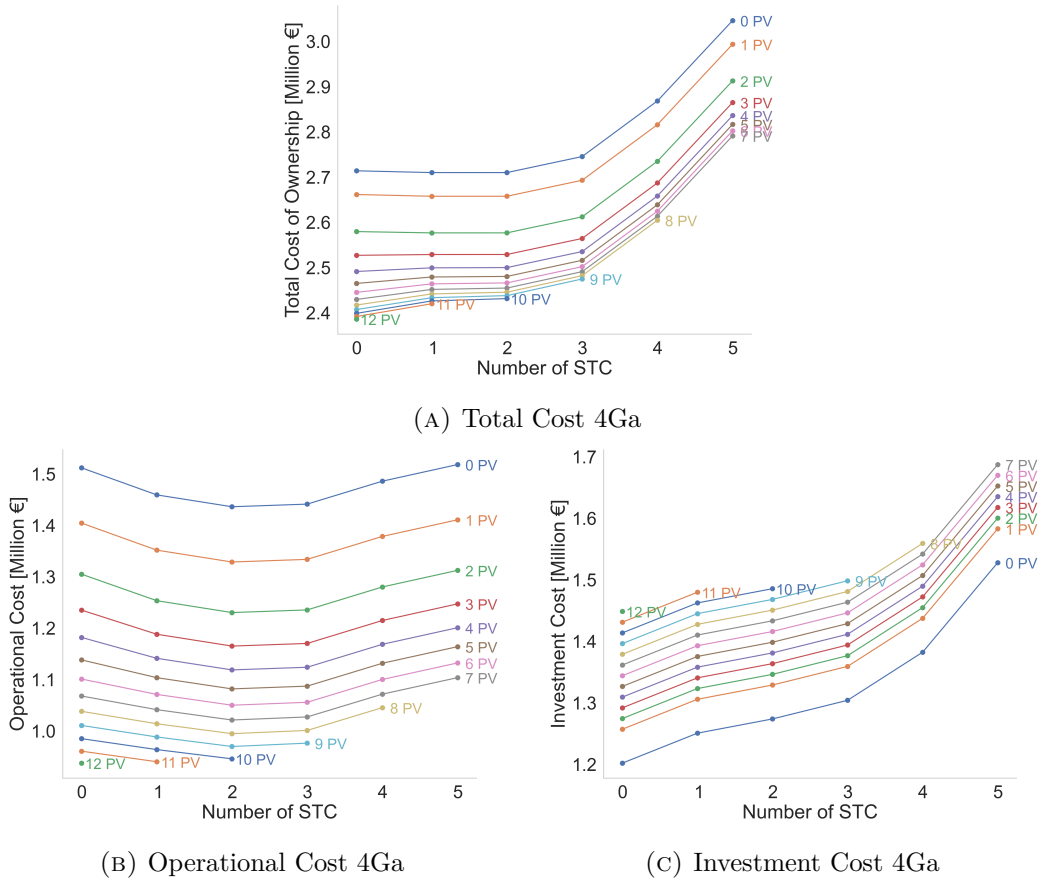 Total Cost of Ownership [Million €]
3.0
2.9
2.8
2.7
2.6
2.5
2.4
0 PV
1 PV
2 PV
3 PV
4 PV
5 PV
6 PV
7 PV
8 PV
9 PV
10 PV
11 PV
12 PV
0 1 2 3 4 5
Number of STC
(A) Total Cost 4Ga
Operational Cost [Million €]
1.5
1.4
1.3
1.2
1.1
1.0
0 PV
1 PV
2 PV
3 PV
4 PV
5 PV
6 PV
7 PV
8 PV
9 PV
10 PV
11 PV
12 PV
0 1 2 3 4 5
Number of STC
(B) Operational Cost 4Ga
Investment Cost [Million €]
1.7
1.6
1.5
1.4
1.3
1.2
7 PV
6 PV
5 PV
4 PV
3 PV
2 PV
1 PV
8 PV
0 PV
9 PV
10 PV
11 PV
12 PV
0 1 2 3 4 5
Number of STC
(C) Investment Cost 4Ga